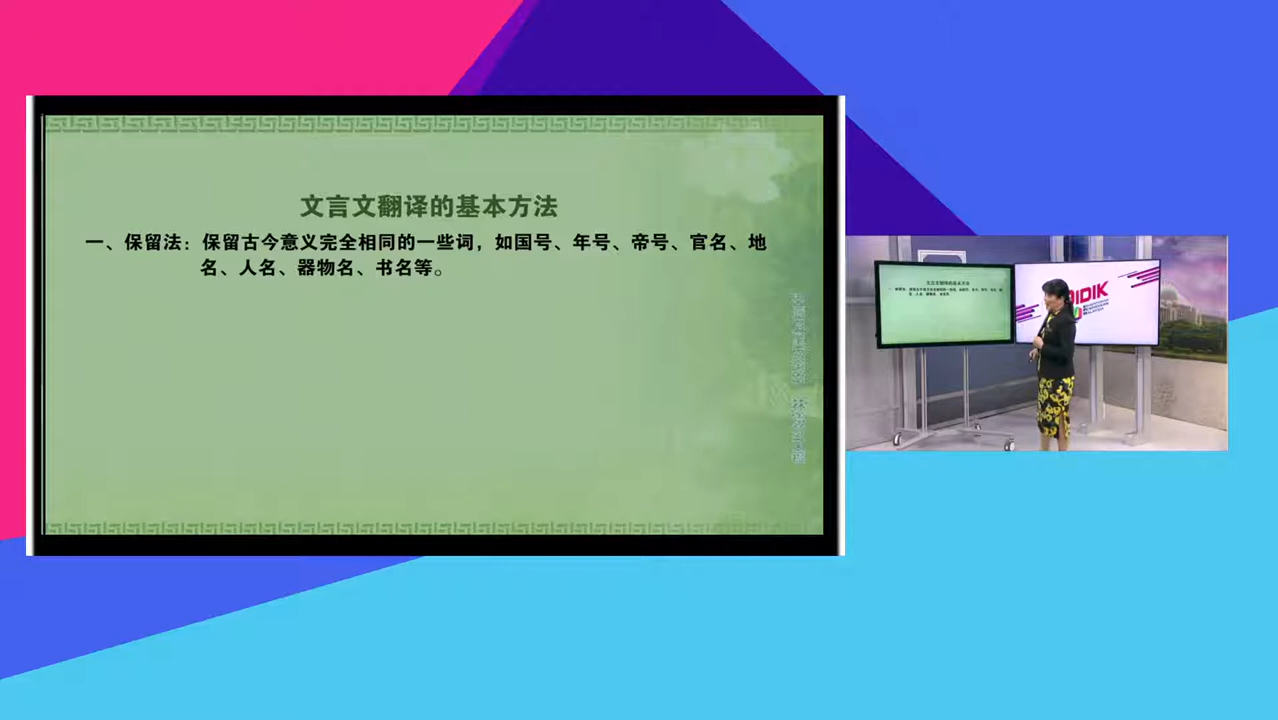 文言文翻译的基本方法
一、保留法：保留古今意义完全相同的一些词，如国号、年号、帝号、官名、地
名、人名、器物名、书名等。
DIDIK